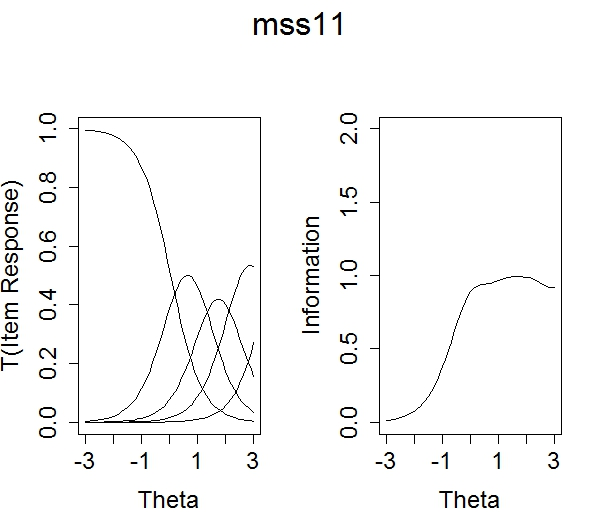 mss11
T(Item Response)
1.0
0.8
0.6
0.4
0.2
0.0
-3 -1 1 3
Theta
Information
2.0
1.5
1.0
0.5
0.0
-3 -1 1 3
Theta